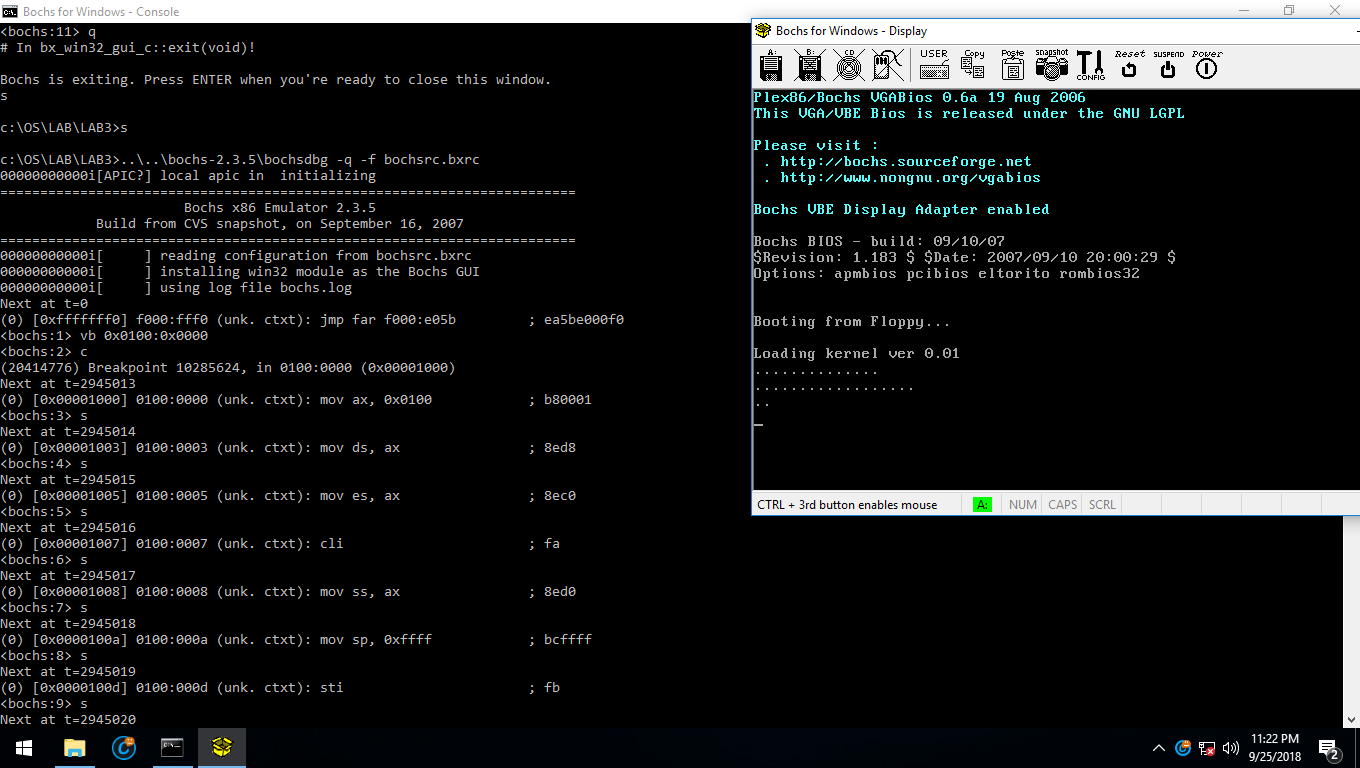 Bochs for Windows - Console
<bochs:11> q
# In bx_win32_gui_c::exit(void)!
Bochs is exiting. Press ENTER when you're ready to close this window.
s
c:\OS\LAB\LAB3>s
c:\OS\LAB\LAB3>..\..\bochs-2.3.5\bochsdbg -q -f bochsrc.bxrc
00000000000i[APIC?] local apic in  initializing
========================================================================
Bochs x86 Emulator 2.3.5
Build from CVS snapshot, on September 16, 2007
========================================================================
00000000000i[     ] reading configuration from bochsrc.bxrc
00000000000i[     ] installing win32 module as the Bochs GUI
00000000000i[     ] using log file bochs.log
Next at t=0
(0) [0xfffffff0] f000:fff0 (unk. ctxt): jmp far f000:e05b         ; ea5be000f0
<bochs:1> vb 0x0100:0x0000
<bochs:2> c
(20414776) Breakpoint 10285624, in 0100:0000 (0x00001000)
Next at t=2945013
(0) [0x00001000] 0100:0000 (unk. ctxt): mov ax, 0x0100            ; b80001
<bochs:3> s
Next at t=2945014
(0) [0x00001003] 0100:0003 (unk. ctxt): mov ds, ax                ; 8ed8
<bochs:4> s
Next at t=2945015
(0) [0x00001005] 0100:0005 (unk. ctxt): mov es, ax                ; 8ec0
<bochs:5> s
Next at t=2945016
(0) [0x00001007] 0100:0007 (unk. ctxt): cli                       ; fa
<bochs:6> s
Next at t=2945017
(0) [0x00001008] 0100:0008 (unk. ctxt): mov ss, ax                ; 8ed0
<bochs:7> s
Next at t=2945018
(0) [0x0000100a] 0100:000a (unk. ctxt): mov sp, 0xffff            ; bcffff
<bochs:8> s
Next at t=2945019
(0) [0x0000100d] 0100:000d (unk. ctxt): sti                       ; fb
<bochs:9> s
Next at t=2945020
Bochs for Windows - Display
A: B: CD USER Copy Paste snapshot CONFIG Reset SUSPEND Power
Plex86/Bochs VGABios 0.6a 19 Aug 2006
This VGA/VBE Bios is released under the GNU LGPL
Please visit :
. http://bochs.sourceforge.net
. http://www.nongnu.org/vgabios
Bochs VBE Display Adapter enabled
Bochs BIOS - build: 09/10/07
$Revision: 1.183 $ $Date: 2007/09/10 20:00:29 $
Options: apmbios pcibios eltorito rombios32
Booting from Floppy...
Loading kernel ver 0.01
..............
..................
..
CTRL + 3rd button enables mouse A: NUM CAPS SCRL
11:22 PM
9/25/2018
2